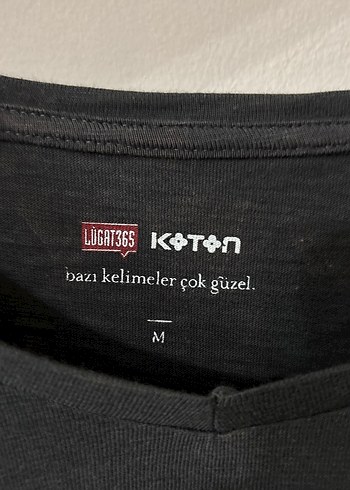 LÜGAT365 KOTON
bazı kelimeler çok güzel.
M